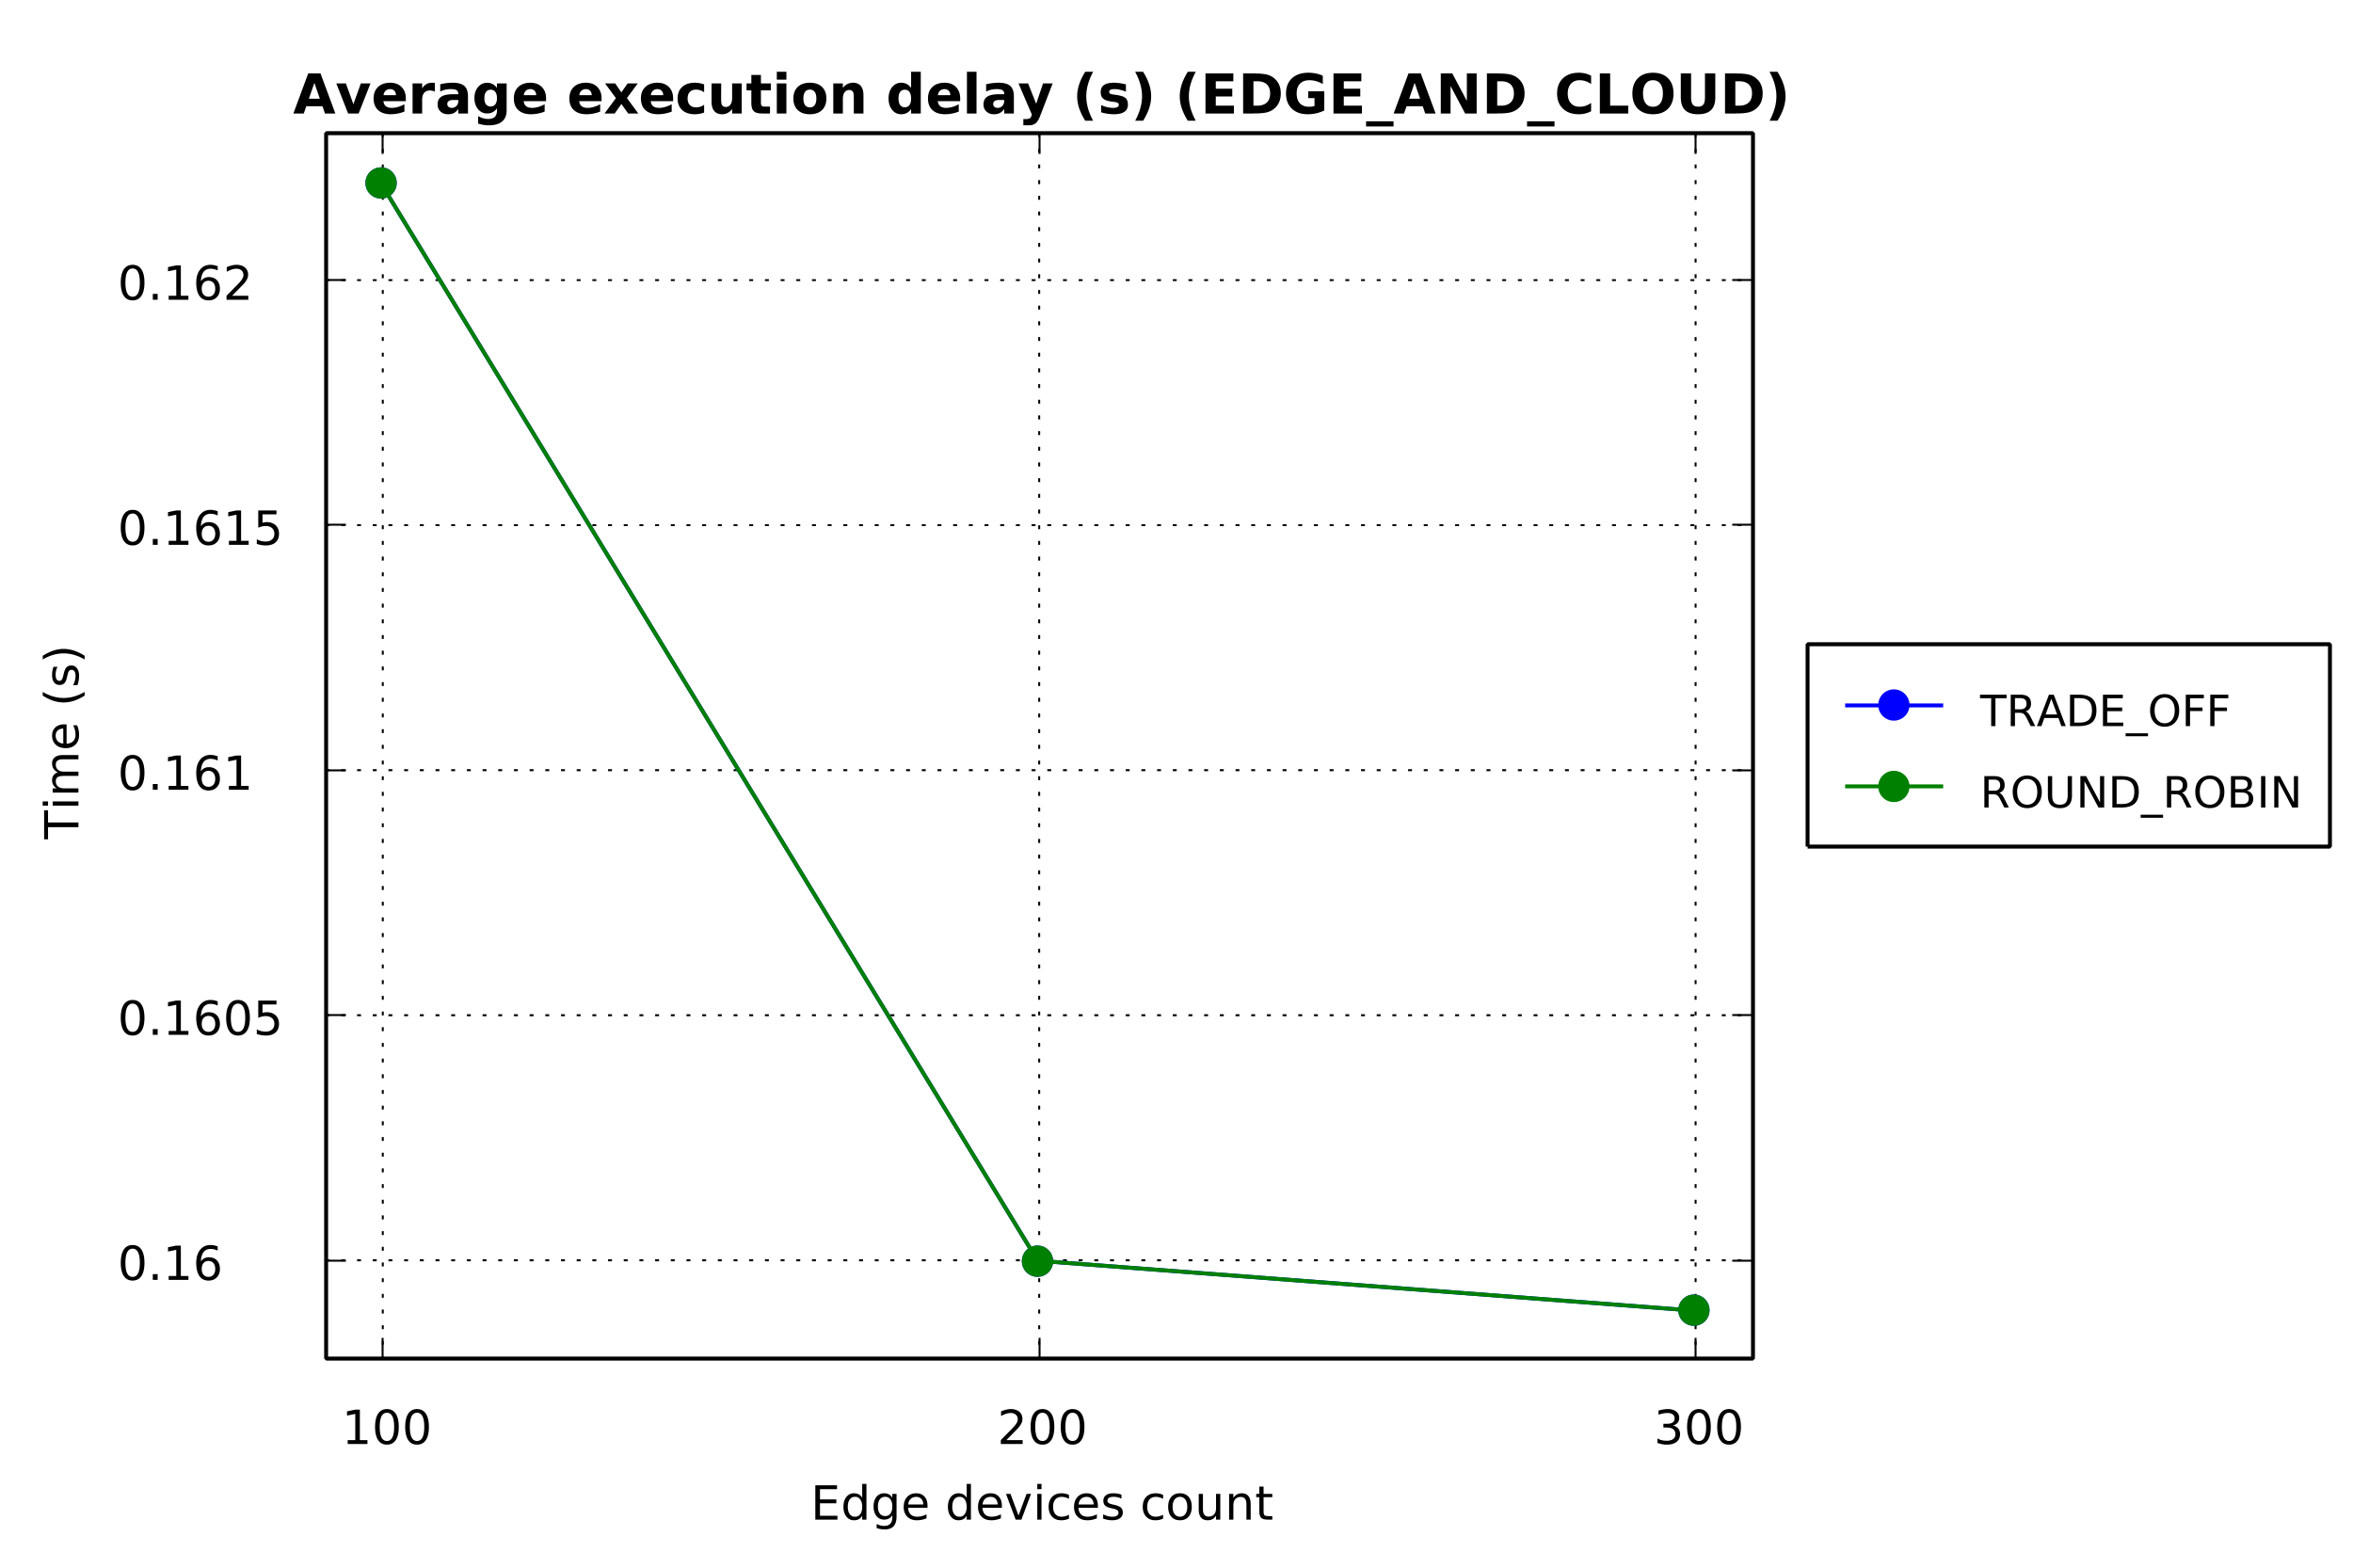 Average execution delay (s) (EDGE_AND_CLOUD)
0.162
0.1615
0.161
0.1605
0.16
Time (s)
100
200
300
Edge devices count
TRADE_OFF
ROUND_ROBIN